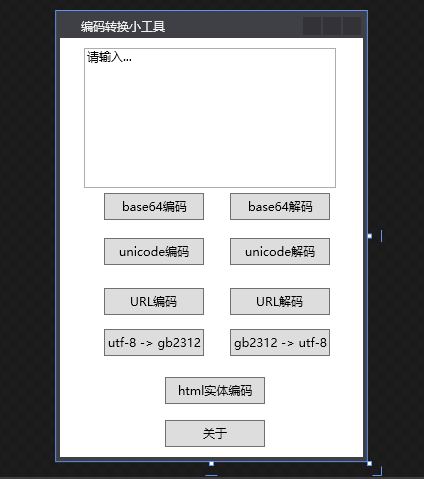 编码转换小工具
请输入...
base64编码 base64解码
unicode编码 unicode解码
URL编码 URL解码
utf-8 -> gb2312 gb2312 -> utf-8
html实体编码
关于